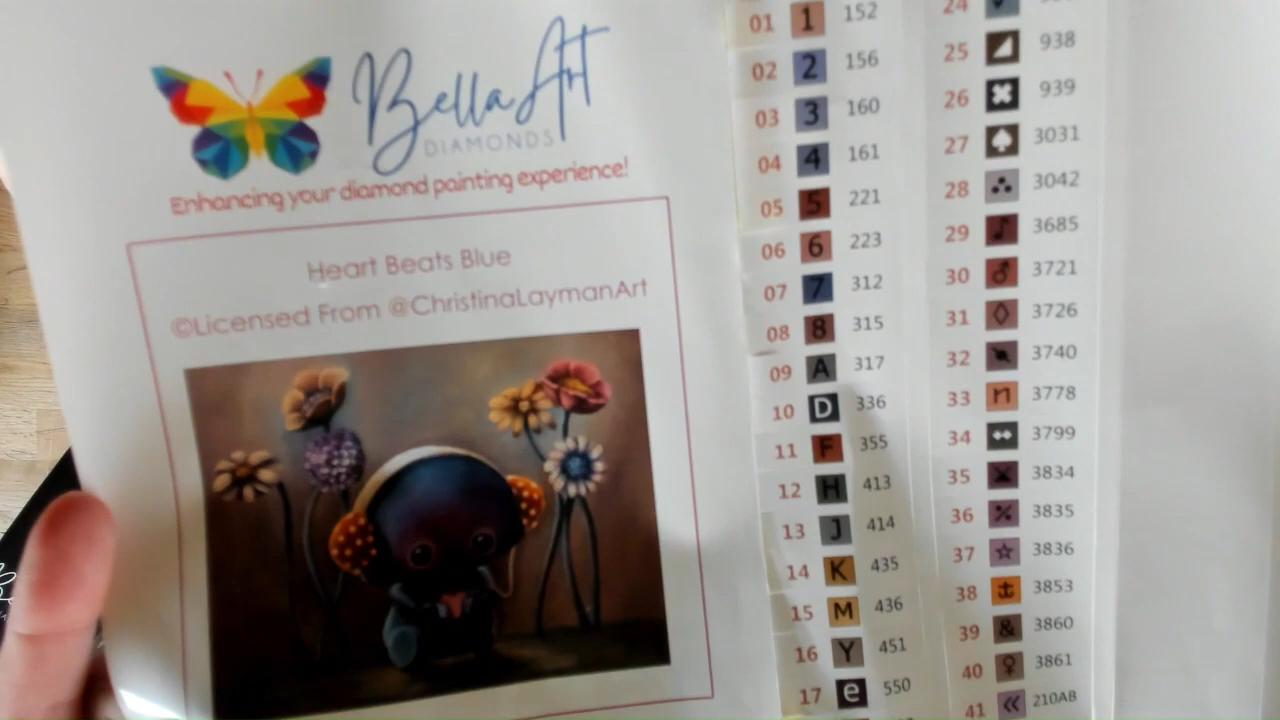 Bella Art
DIAMONDS
Enhancing your diamond painting experience!
Heart Beats Blue
©Licensed From @ChristinaLaymanArt
01 1 152
02 2 156
03 3 160
04 4 161
05 5 221
06 6 223
07 7 312
08 8 315
09 A 317
10 D 336
11 F 355
12 H 413
13 J 414
14 K 435
15 M 436
16 Y 451
17 e 550
24
25 938
26 939
27 3031
28 3042
29 3685
30 3721
31 3726
32 3740
33 n 3778
34 3799
35 3834
36 3835
37 3836
38 3853
39 & 3860
40 3861
41 210AB